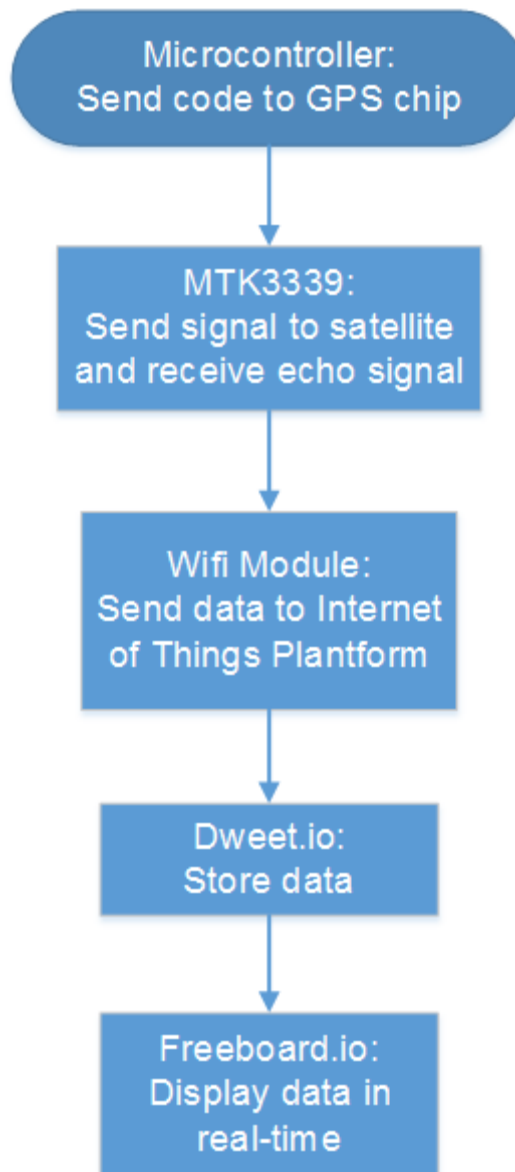 Microcontroller:
Send code to GPS chip
MTK3339:
Send signal to satellite
and receive echo signal
Wifi Module:
Send data to Internet
of Things Plantform
Dweet.io:
Store data
Freeboard.io:
Display data in
real-time